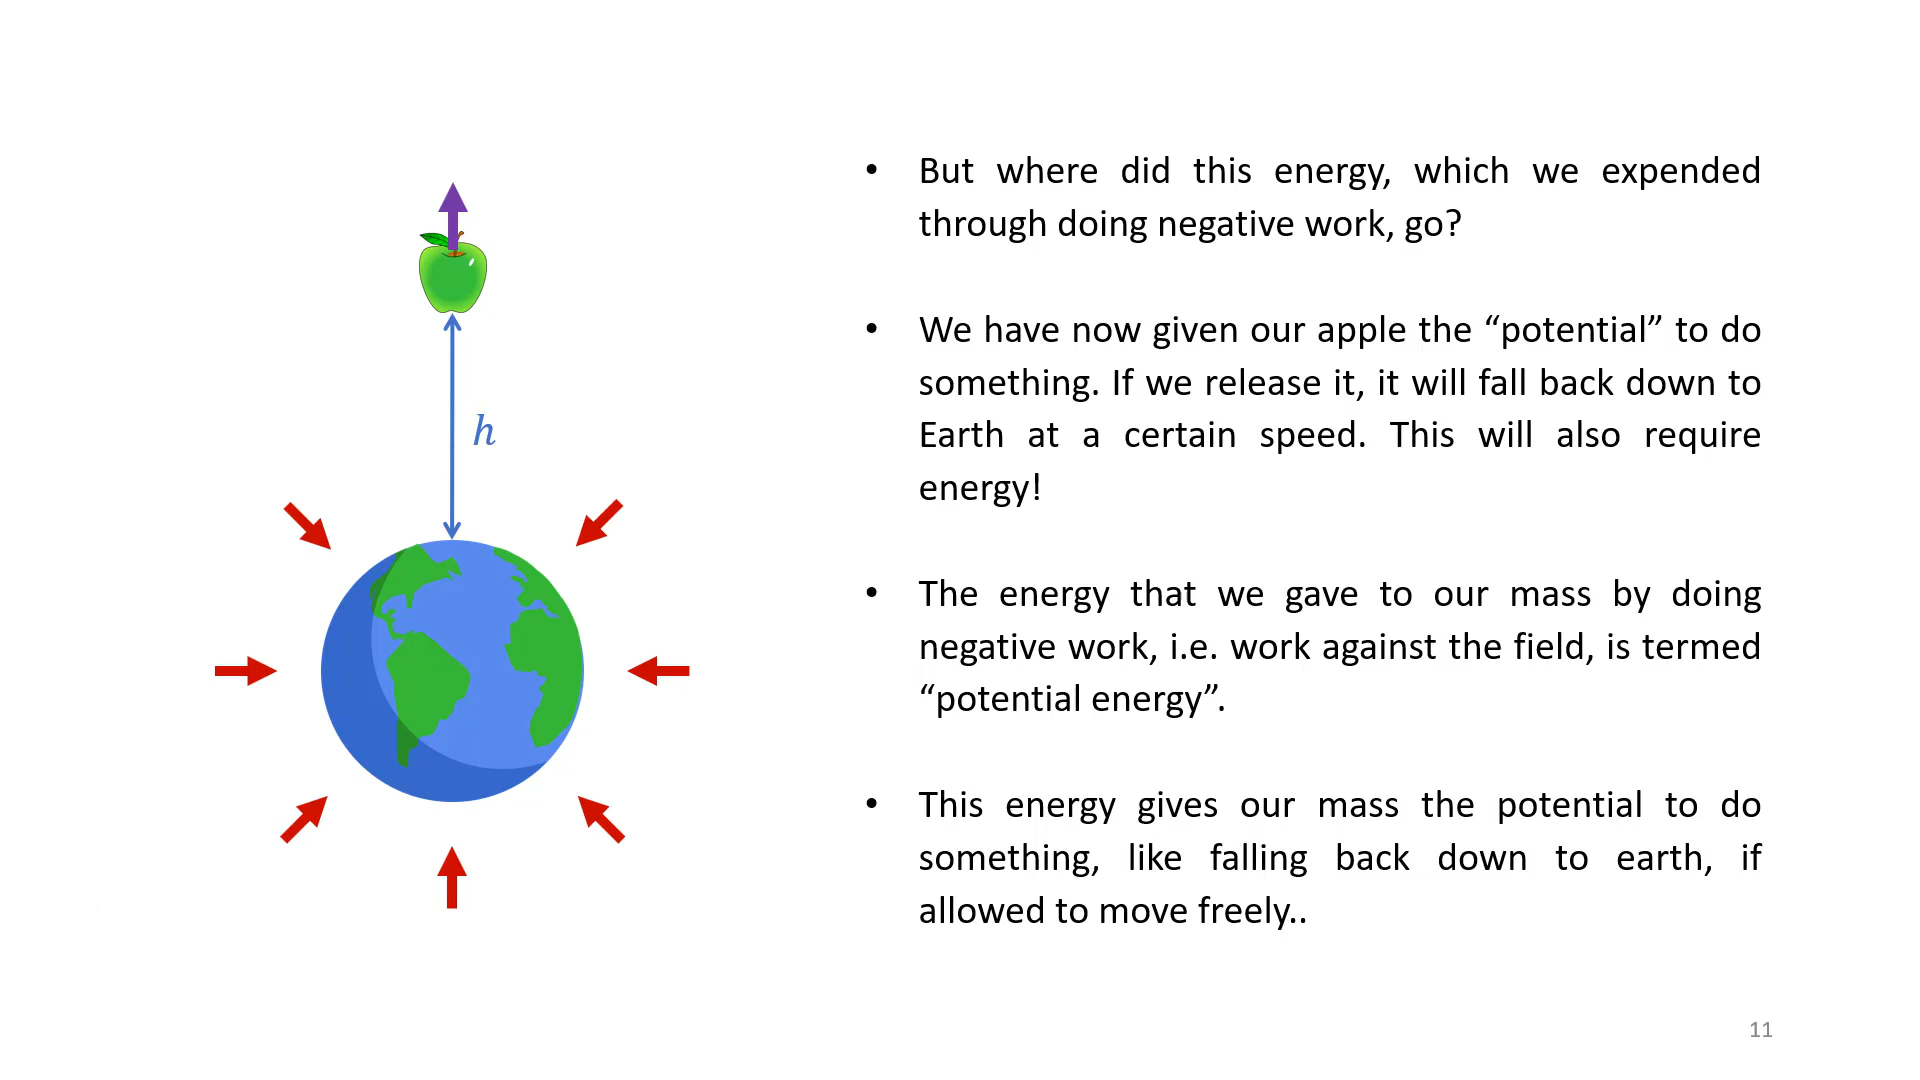 h
• But where did this energy, which we expended
through doing negative work, go?
• We have now given our apple the “potential” to do
something. If we release it, it will fall back down to
Earth at a certain speed. This will also require
energy!
• The energy that we gave to our mass by doing
negative work, i.e. work against the field, is termed
“potential energy”.
• This energy gives our mass the potential to do
something, like falling back down to earth, if
allowed to move freely..
11